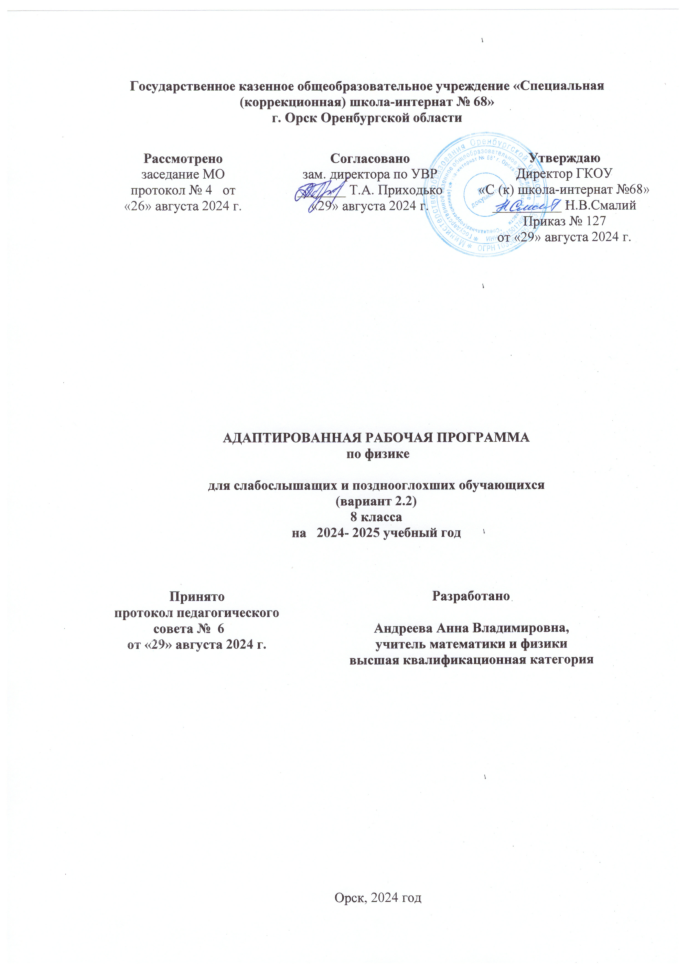 Государственное казенное общеобразовательное учреждение «Специальная
(коррекционная) школа-интернат № 68»
г. Орск Оренбургской области
Рассмотрено
заседание МО
протокол № 4 от
«26» августа 2024 г.
Согласовано
зам. директора по УВР
Т.А. Приходько
«29» августа 2024 г.
Утверждаю
Директор ГКОУ
«С (к) школа-интернат №68»
Н.В.Смалий
Приказ № 127
от «29» августа 2024 г.
АДАПТИРОВАННАЯ РАБОЧАЯ ПРОГРАММА
по физике
для слабослышащих и позднооглохших обучающихся
(вариант 2.2)
8 класса
на 2024- 2025 учебный год
Принято
протокол педагогического
совета № 6
от «29» августа 2024 г.
Разработано
Андреева Анна Владимировна,
учитель математики и физики
высшая квалификационная категория
Орск, 2024 год